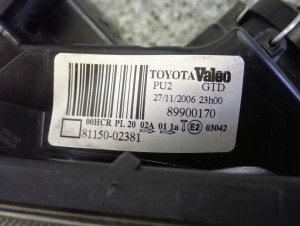 TOYOTA Valeo
PU2 GTD
27/11/2006 23h00
89900170
00HCR PL 20 02A 01 1a T E2 03042
81150-02381